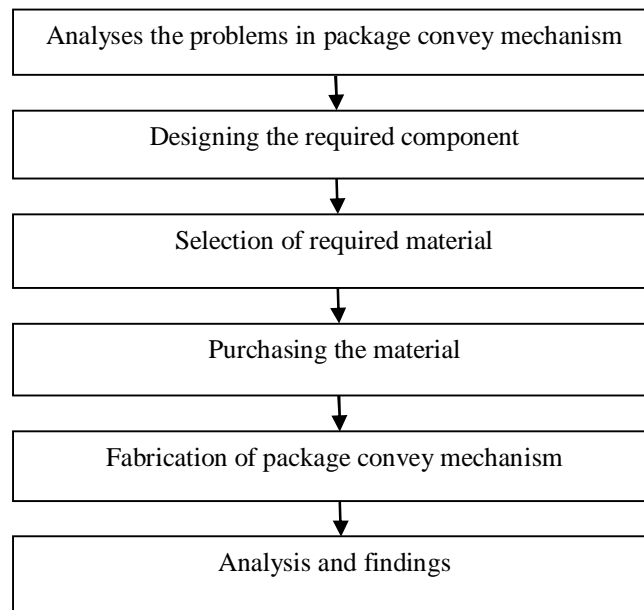 Analyses the problems in package convey mechanism
Designing the required component
Selection of required material
Purchasing the material
Fabrication of package convey mechanism
Analysis and findings